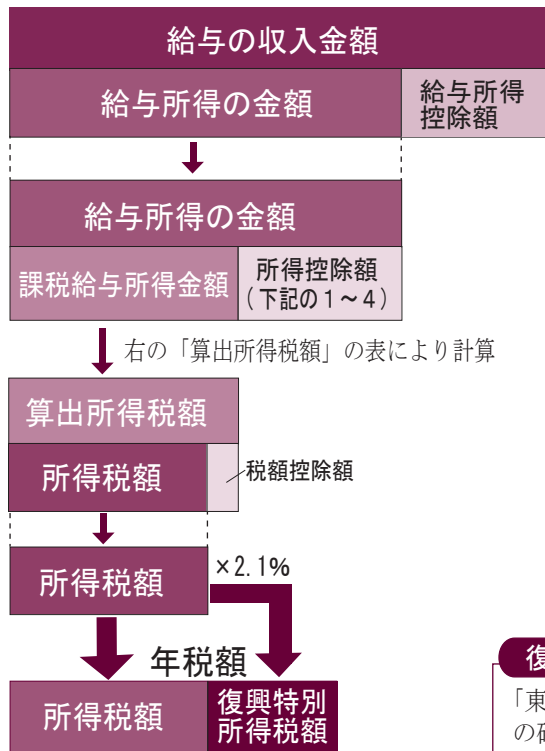 給与の収入金額
給与所得の金額
給与所得
控除額
給与所得の金額
課税給与所得金額
所得控除額
(下記の1～4)
右の「算出所得税額」の表により計算
算出所得税額
所得税額
税額控除額
所得税額
×2.1%
年税額
所得税額
復興特別
所得税額
復
「東
の確